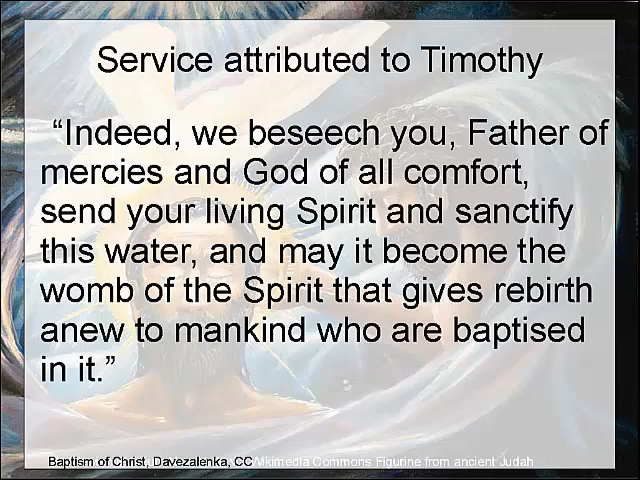 Service attributed to Timothy
“Indeed, we beseech you, Father of
mercies and God of all comfort,
send your living Spirit and sanctify
this water, and may it become the
womb of the Spirit that gives rebirth
anew to mankind who are baptised
in it.”
Baptism of Christ, Davezalenka, CC Wikimedia Commons Figurine from ancient Judah